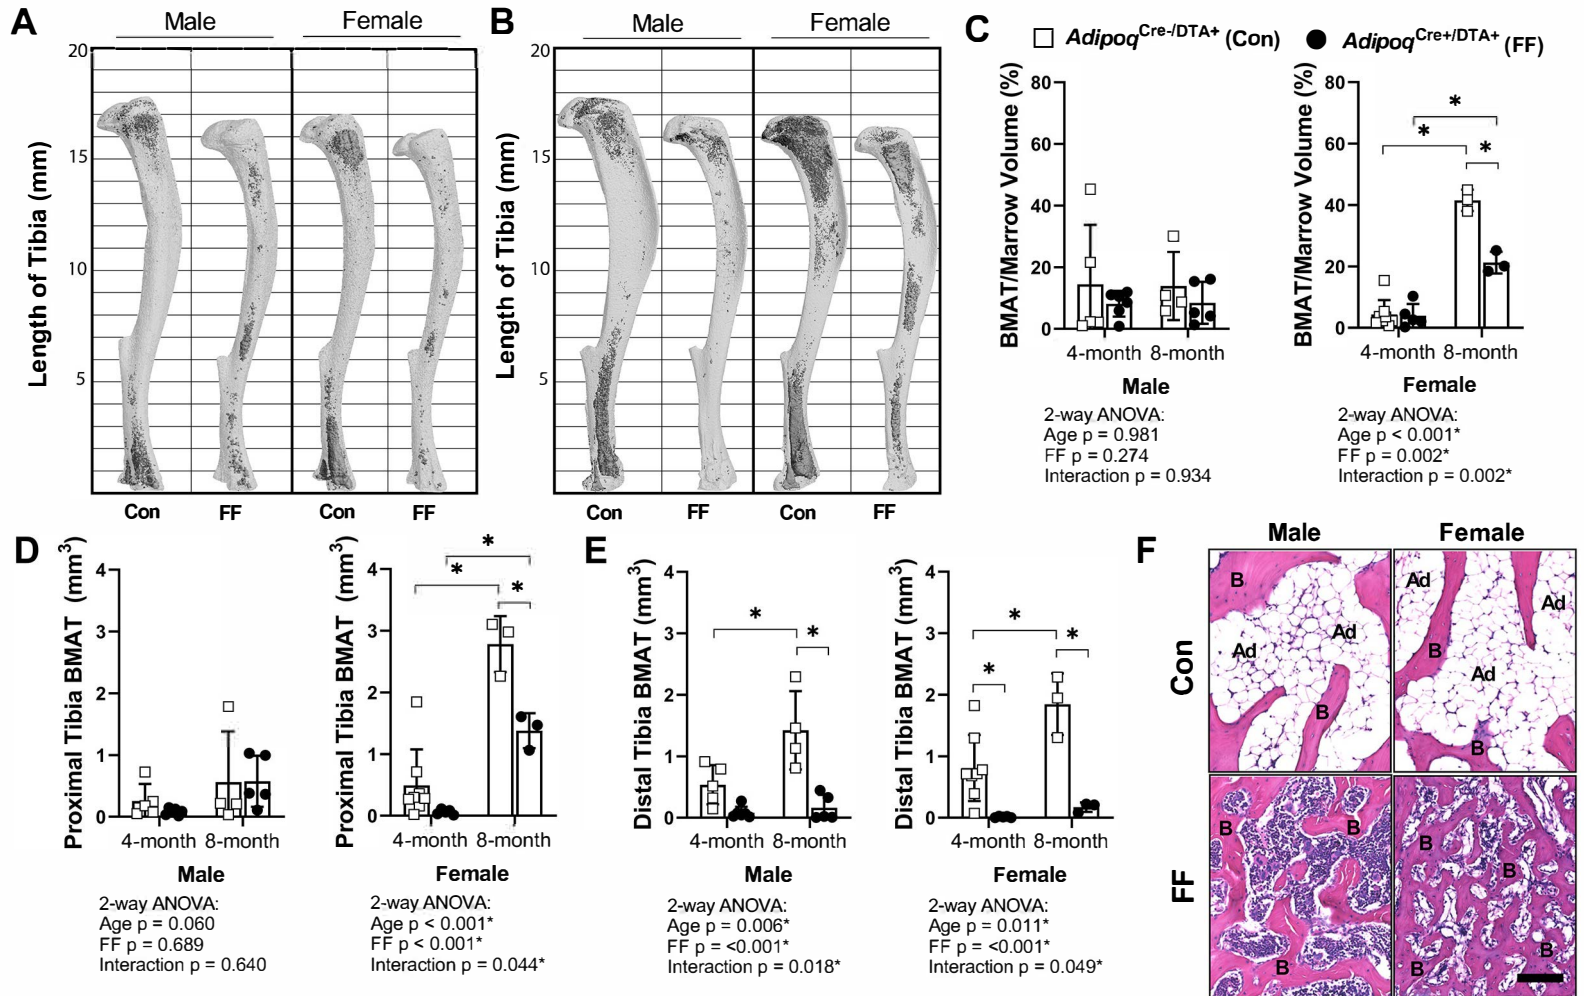 A
Male
Female
20
15
10
5
Length of Tibia (mm)
Con
FF
Con
FF
B
Male
Female
20
15
10
5
Length of Tibia (mm)
Con
FF
Con
FF
C
Adipoq^Cre-/DTA+ (Con)
Adipoq^Cre+/DTA+ (FF)
BMAT/Marrow Volume (%)
80
60
40
20
0
4-month 8-month
Male
2-way ANOVA:
Age p = 0.981
FF p = 0.274
Interaction p = 0.934
BMAT/Marrow Volume (%)
80
60
40
20
0
*
*
*
4-month 8-month
Female
2-way ANOVA:
Age p < 0.001*
FF p = 0.002*
Interaction p = 0.002*
D
Proximal Tibia BMAT (mm³)
4
3
2
1
0
4-month 8-month
Male
2-way ANOVA:
Age p = 0.060
FF p = 0.689
Interaction p = 0.640
Proximal Tibia BMAT (mm³)
4
3
2
1
0
*
*
*
4-month 8-month
Female
2-way ANOVA:
Age p < 0.001*
FF p < 0.001*
Interaction p = 0.044*
E
Distal Tibia BMAT (mm³)
4
3
2
1
0
*
*
4-month 8-month
Male
2-way ANOVA:
Age p = 0.006*
FF p = <0.001*
Interaction p = 0.018*
Distal Tibia BMAT (mm³)
4
3
2
1
0
*
*
*
4-month 8-month
Female
2-way ANOVA:
Age p = 0.011*
FF p = <0.001*
Interaction p = 0.049*
F
Male
Female
Con
B
Ad
Ad
B
Ad
Ad
B
Ad
B
FF
B
B
B
B
B
B
B